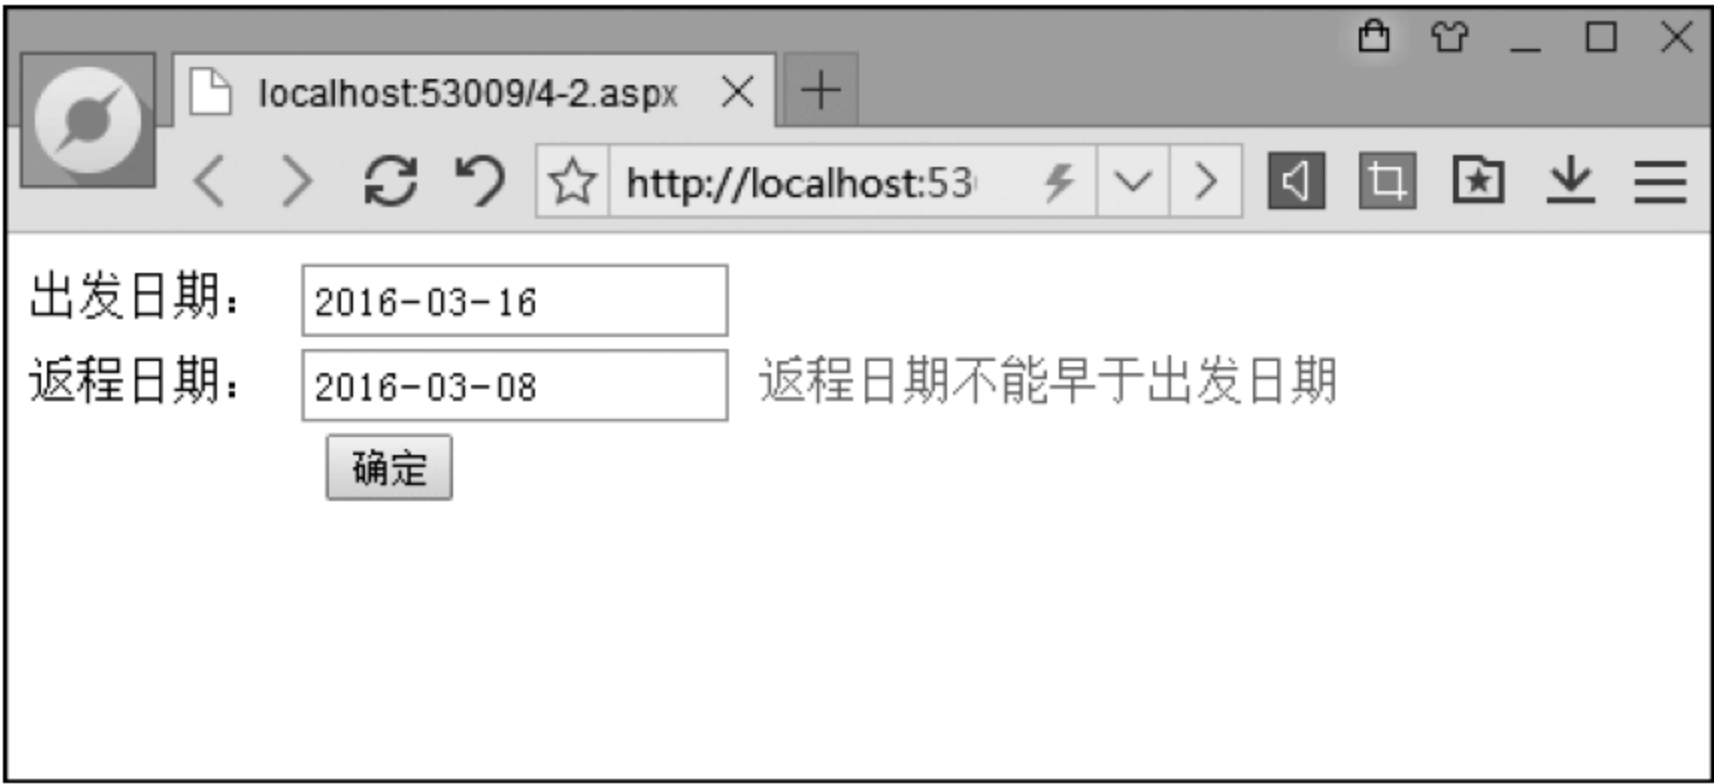 localhost:53009/4-2.aspx
http://localhost:53
出发日期：
2016-03-16
返程日期：
2016-03-08
返程日期不能早于出发日期
确定